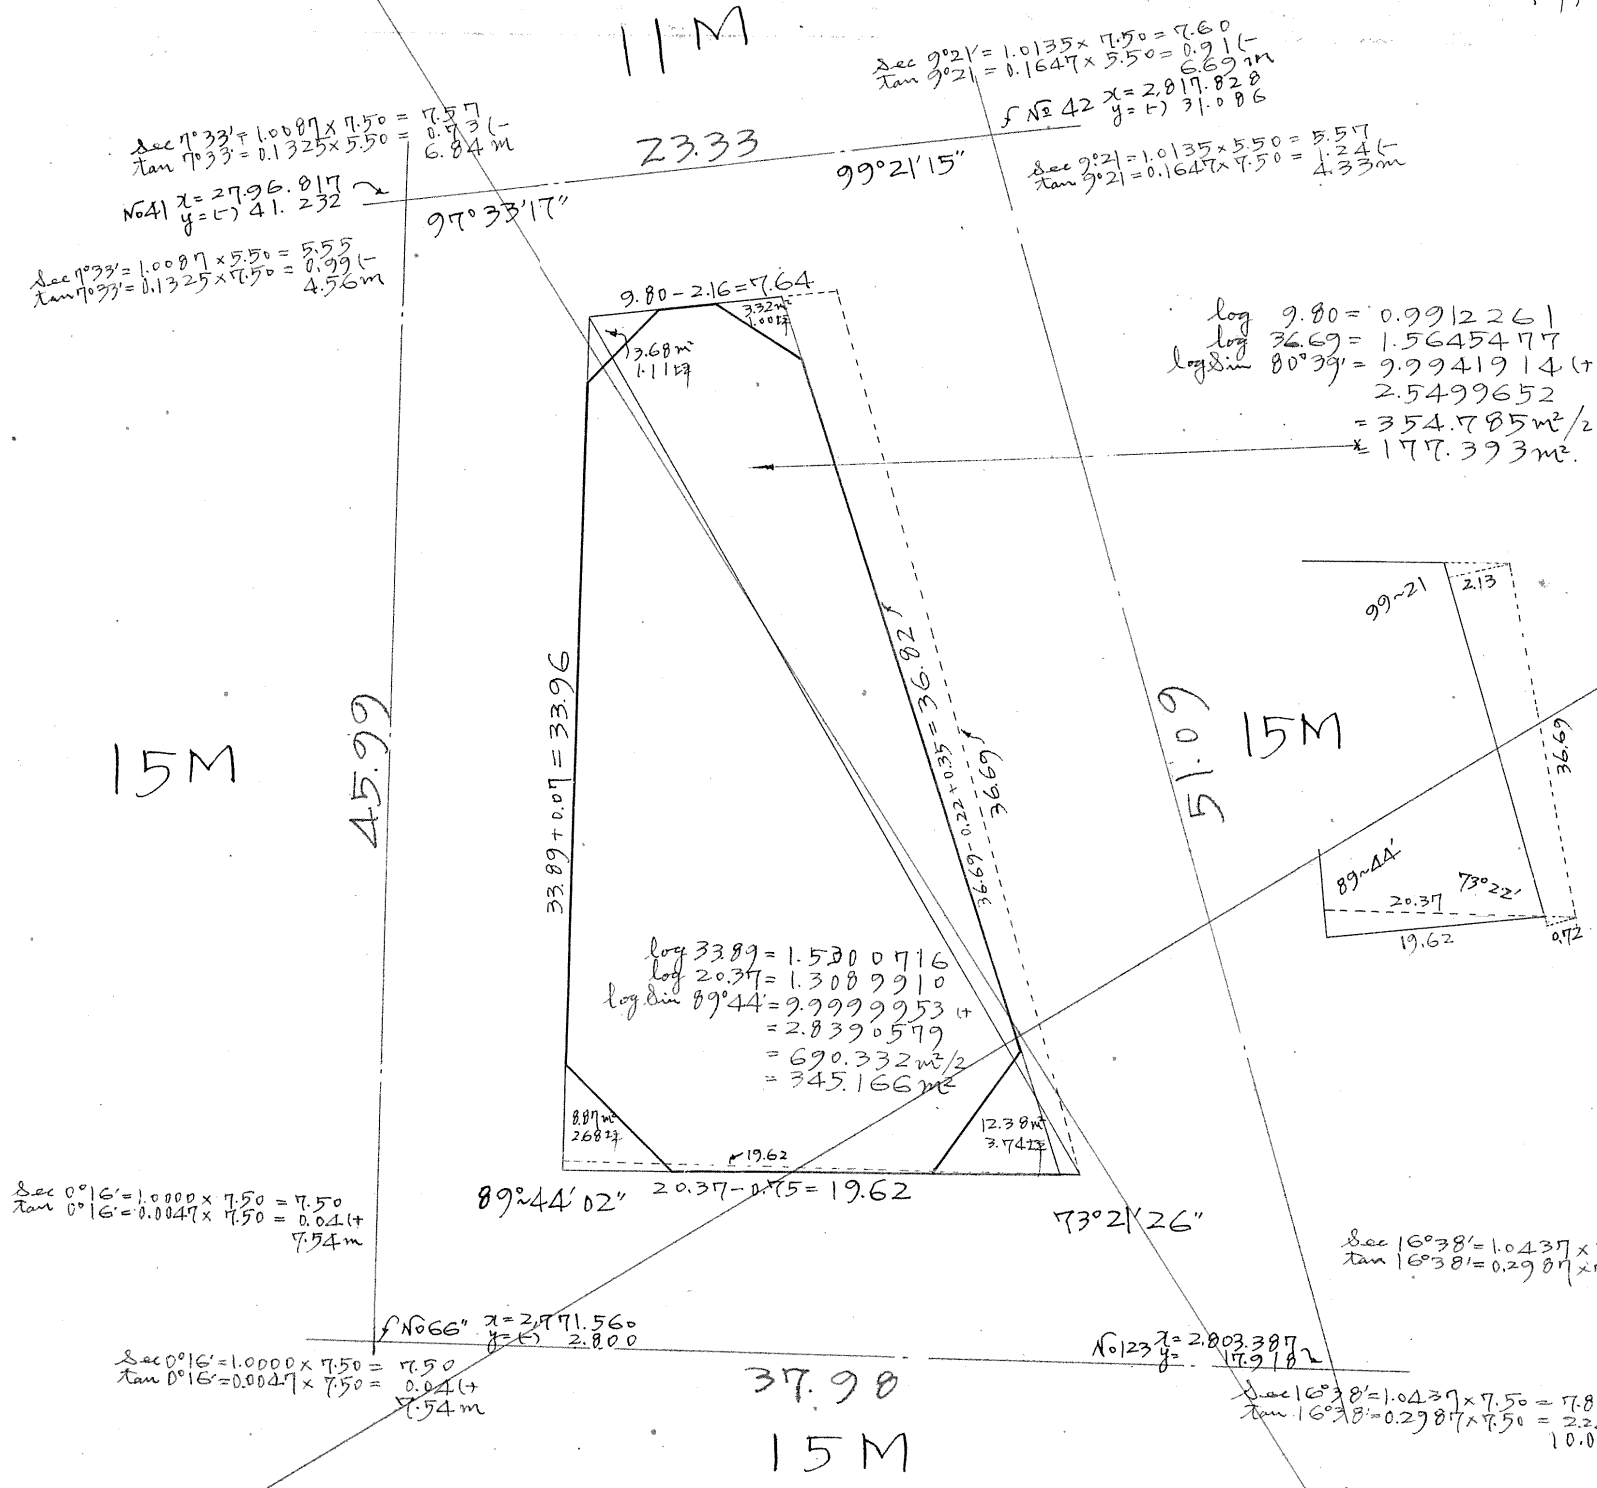 11M
Sec 9°21′=1.0135×7.50=7.60
tan 9°21=0.1647×5.50=0.91(-
6.69m
№ 42 x=2,817.828
y=(-) 31.086
Sec 7°33′=1.0087×7.50=7.57
tan 7°33′=0.1325×5.50=0.73(-
6.84m
23.33
99°21′15″
Sec 9°21=1.0135×5.50=5.57
tan 9°21=0.1647×7.50=1.24(-
4.33m
№41 x=27.96.817
y=(-) 41.232
97°33′17″
Sec 7°33′=1.0087×5.50=5.55
tan 7°33′=0.1325×7.50=0.99(-
4.56m
9.80-2.16=7.64
3.32m²
1.00坪
3.68m²
1.11坪
log 9.80=0.9912261
log 36.69=1.5645477
log Sin 80°39′=9.9941914(+
2.5499652
=354.785m²/2
=177.393m²
99~21
2.13
36.69
89~44′
73°22′
20.37
19.62
0.72
15M
45.99
33.89+0.07=33.96
36.82
36.69-0.22+0.35=
36.69
51.09
15M
log 33.89=1.5300716
log 20.37=1.3089910
log Sin 89°44′=9.9999953(+
=2.8390579
=690.332m²/2
=345.166m²
8.87m²
2.68坪
12.38m²
3.74坪
19.62
89~44′02″
20.37-0.75=19.62
73°21′26″
Sec 0°16′=1.0000×7.50=7.50
tan 0°16′=0.0047×7.50=0.04(+
7.54m
Sec 16°38′=1.0437×
tan 16°38′=0.2987×
№66″ x=2,771.560
y=(-) 2.800
№123 x=2,803.387
y= 17.918
Sec 0°16′=1.0000×7.50=7.50
tan 0°16′=0.0047×7.50=0.04(+
7.54m
37.98
Sec 16°38′=1.0437×7.50=7.8
tan 16°38′=0.2987×7.50=2.2
10.0
15M